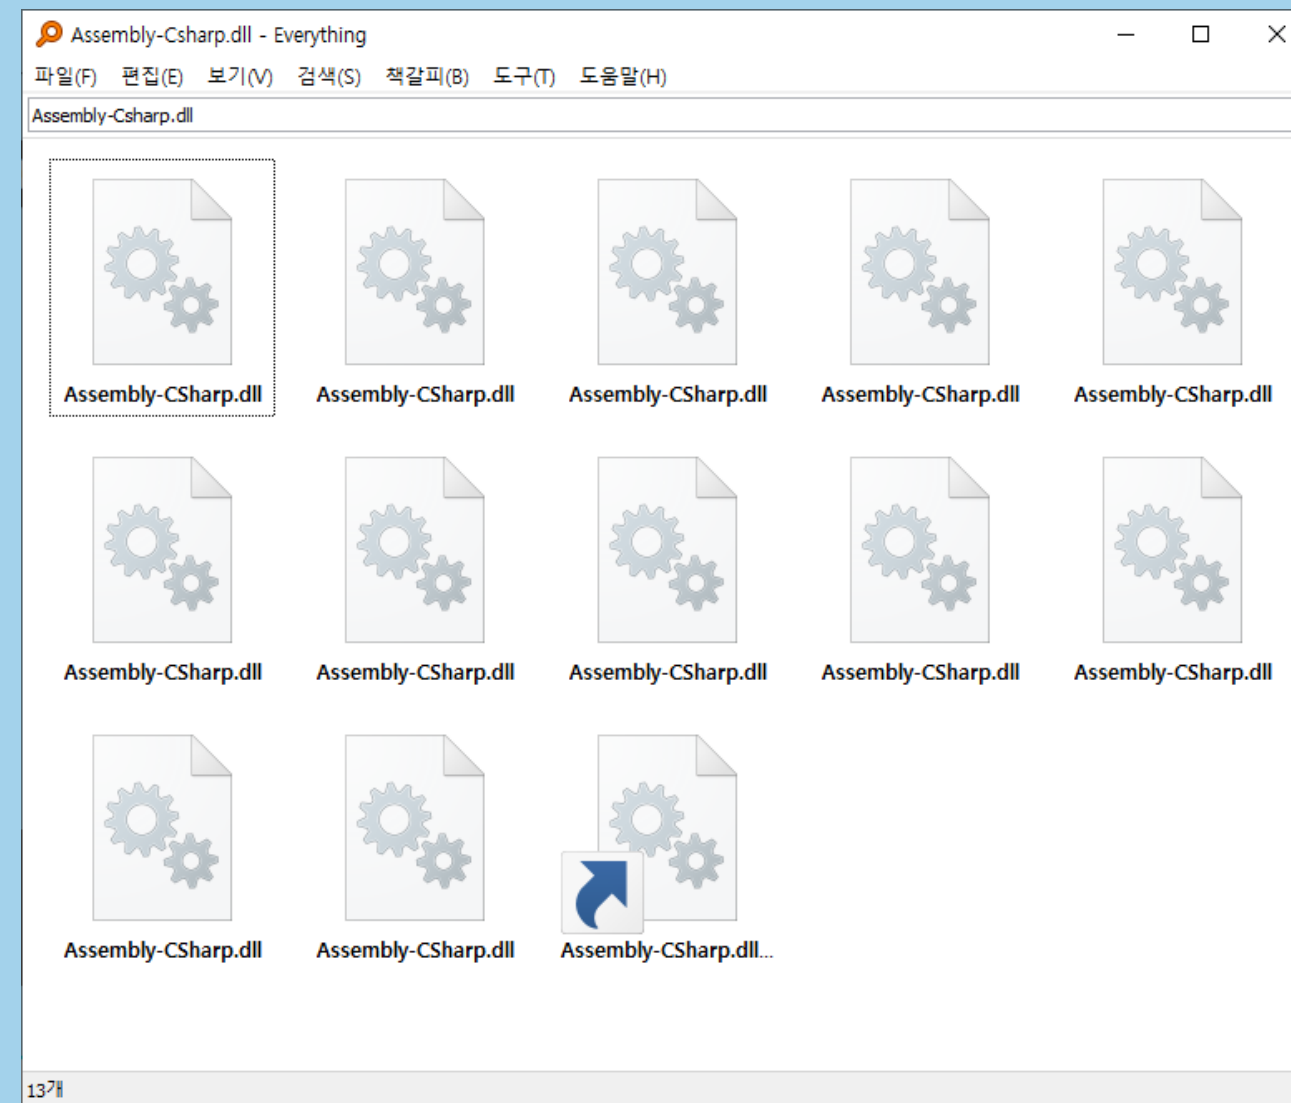 Assembly-Csharp.dll - Everything
파일(F) 편집(E) 보기(V) 검색(S) 책갈피(B) 도구(T) 도움말(H)
Assembly-Csharp.dll
Assembly-CSharp.dll Assembly-CSharp.dll Assembly-CSharp.dll Assembly-CSharp.dll Assembly-CSharp.dll
Assembly-CSharp.dll Assembly-CSharp.dll Assembly-CSharp.dll Assembly-CSharp.dll Assembly-CSharp.dll
Assembly-CSharp.dll Assembly-CSharp.dll Assembly-CSharp.dll...
13개